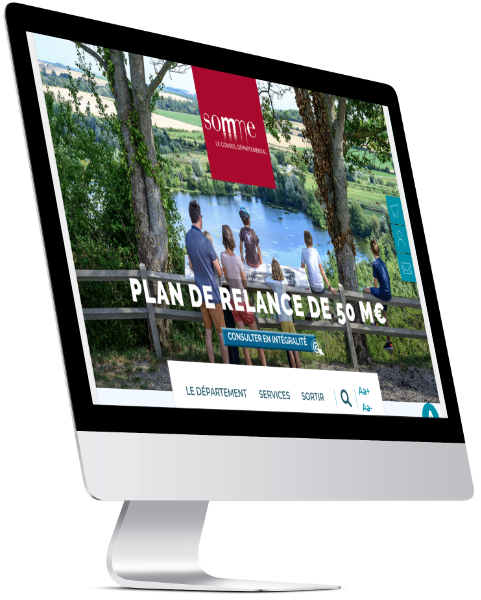 somme
LE CONSEIL DÉPARTEMENTAL
PLAN DE RELANCE DE 50 M€
CONSULTER EN INTÉGRALITÉ
LE DÉPARTEMENT SERVICES SORTIR Aa+
Aa-